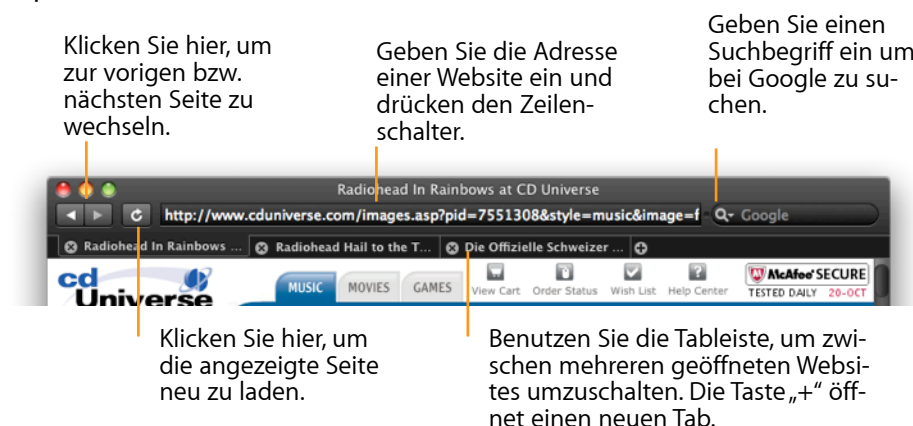 Klicken Sie hier, um
zur vorigen bzw.
nächsten Seite zu
wechseln.
Geben Sie die Adresse
einer Website ein und
drücken den Zeilen-
schalter.
Geben Sie einen
Suchbegriff ein um
bei Google zu su-
chen.
Radiohead In Rainbows at CD Universe
http://www.cduniverse.com/images.asp?pid=7551308&style=music&image=f
Google
Radiohead In Rainbows ...
Radiohead Hail to the T...
Die Offizielle Schweizer ...
cd
Universe
MUSIC
MOVIES
GAMES
View Cart
Order Status
Wish List
Help Center
McAfee SECURE
TESTED DAILY 20-OCT
Klicken Sie hier, um
die angezeigte Seite
neu zu laden.
Benutzen Sie die Tableiste, um zwi-
schen mehreren geöffneten Websi-
tes umzuschalten. Die Taste „+“ öff-
net einen neuen Tab.